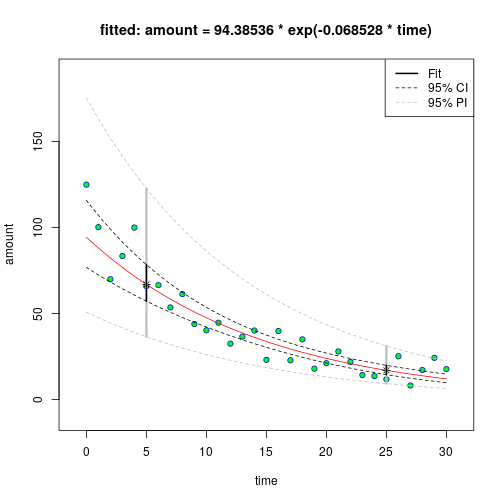 fitted: amount = 94.38536 * exp(-0.068528 * time)
Fit
95% CI
95% PI
amount
150
100
50
0
0 5 10 15 20 25 30
time